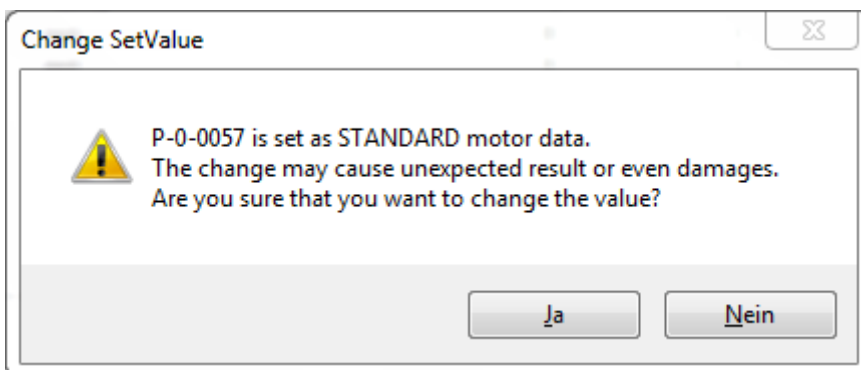 Change SetValue
P-0-0057 is set as STANDARD motor data.
The change may cause unexpected result or even damages.
Are you sure that you want to change the value?
Ja
Nein